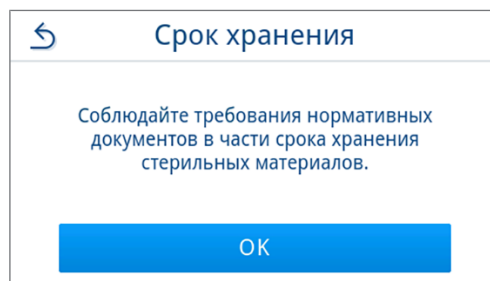 Срок хранения
Соблюдайте требования нормативных
документов в части срока хранения
стерильных материалов.
OK